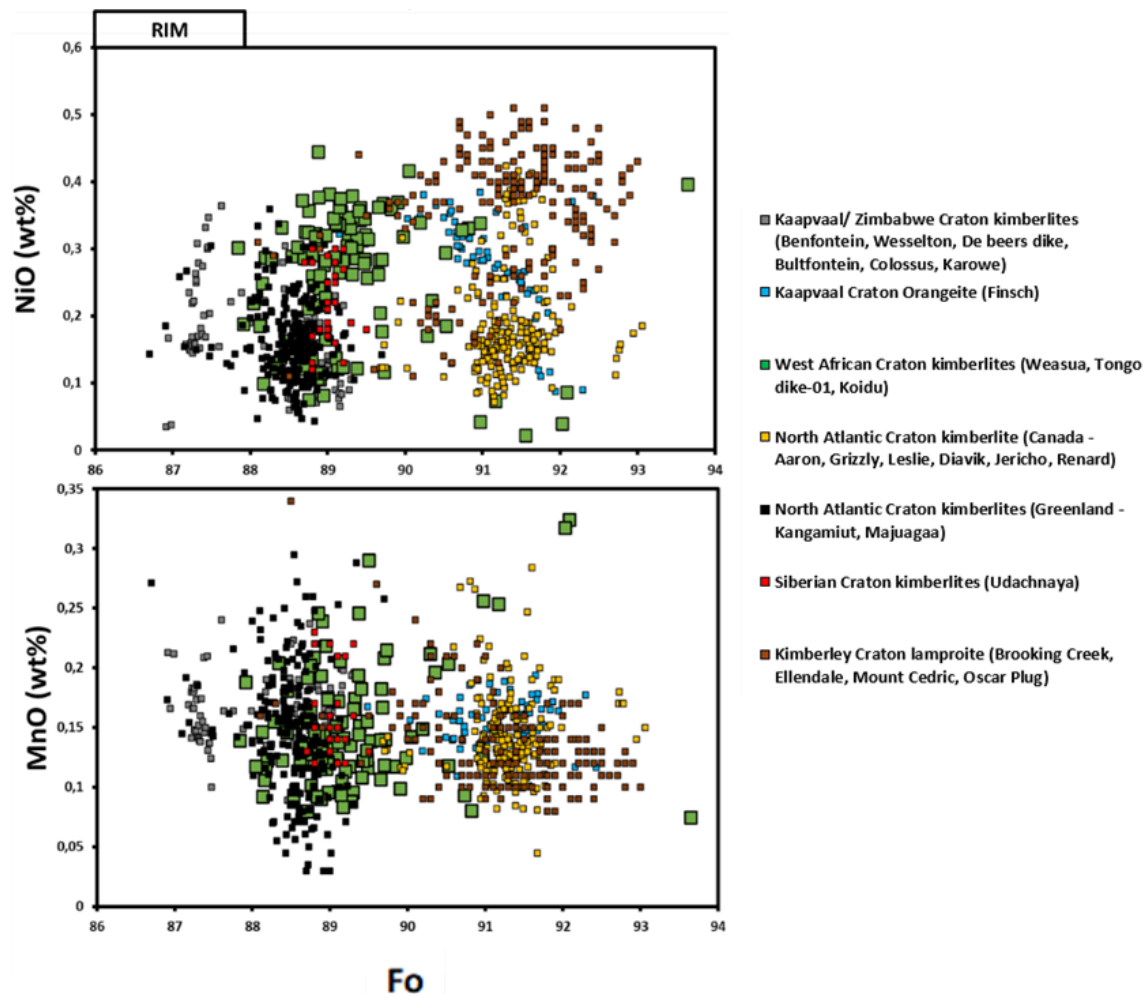 RIM
0,6
0,5
0,4
0,3
0,2
0,1
0
NiO (wt%)
86 87 88 89 90 91 92 93 94
0,35
0,3
0,25
0,2
0,15
0,1
0,05
0
MnO (wt%)
86 87 88 89 90 91 92 93 94
Fo
Kaapvaal/ Zimbabwe Craton kimberlites
(Benfontein, Wesselton, De beers dike,
Bultfontein, Colossus, Karowe)
Kaapvaal Craton Orangeite (Finsch)
West African Craton kimberlites (Weasua, Tongo
dike-01, Koidu)
North Atlantic Craton kimberlite (Canada -
Aaron, Grizzly, Leslie, Diavik, Jericho, Renard)
North Atlantic Craton kimberlites (Greenland -
Kangamiut, Majuagaa)
Siberian Craton kimberlites (Udachnaya)
Kimberley Craton lamproite (Brooking Creek,
Ellendale, Mount Cedric, Oscar Plug)